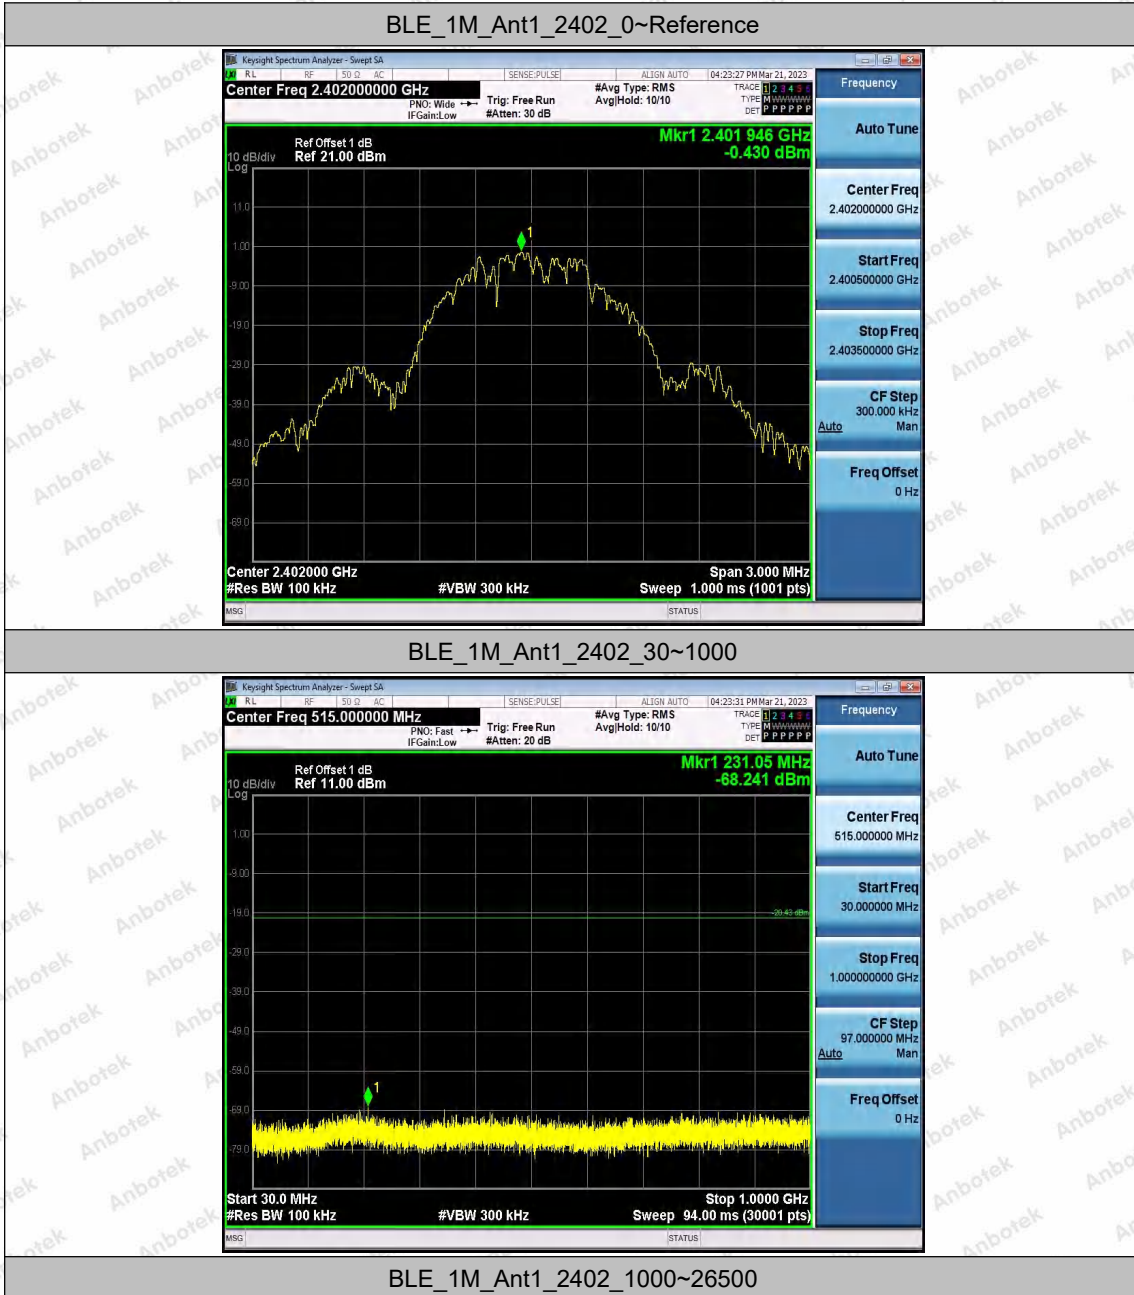 BLE_1M_Ant1_2402_0~Reference
Keysight Spectrum Analyzer - Swept SA
LXI RL RF 50 Ω AC SENSE:PULSE ALIGN AUTO 04:23:27 PM Mar 21, 2023
Center Freq 2.402000000 GHz
PNO: Wide
IFGain:Low
Trig: Free Run
#Atten: 30 dB
#Avg Type: RMS
Avg|Hold: 10/10
TRACE 1 2 3 4 5 6
TYPE M W W W W W
DET P P P P P P
Mkr1 2.401 946 GHz
-0.430 dBm
Ref Offset 1 dB
10 dB/div Ref 21.00 dBm
Log
11.0
1.00
-9.00
-19.0
-29.0
-39.0
-49.0
-59.0
-69.0
1
Center 2.402000 GHz Span 3.000 MHz
#Res BW 100 kHz #VBW 300 kHz Sweep 1.000 ms (1001 pts)
MSG STATUS
Frequency
Auto Tune
Center Freq
2.402000000 GHz
Start Freq
2.400500000 GHz
Stop Freq
2.403500000 GHz
CF Step
300.000 kHz
Auto Man
Freq Offset
0 Hz
BLE_1M_Ant1_2402_30~1000
Keysight Spectrum Analyzer - Swept SA
LXI RL RF 50 Ω AC SENSE:PULSE ALIGN AUTO 04:23:31 PM Mar 21, 2023
Center Freq 515.000000 MHz
PNO: Fast
IFGain:Low
Trig: Free Run
#Atten: 20 dB
#Avg Type: RMS
Avg|Hold: 10/10
TRACE 1 2 3 4 5 6
TYPE M W W W W W
DET P P P P P P
Mkr1 231.05 MHz
-68.241 dBm
Ref Offset 1 dB
10 dB/div Ref 11.00 dBm
Log
1.00
-9.00
-19.0
-29.0
-39.0
-49.0
-59.0
-69.0
-79.0
-20.43 dBm
1
Start 30.0 MHz Stop 1.0000 GHz
#Res BW 100 kHz #VBW 300 kHz Sweep 94.00 ms (30001 pts)
MSG STATUS
Frequency
Auto Tune
Center Freq
515.000000 MHz
Start Freq
30.000000 MHz
Stop Freq
1.000000000 GHz
CF Step
97.000000 MHz
Auto Man
Freq Offset
0 Hz
BLE_1M_Ant1_2402_1000~26500
Anbotek